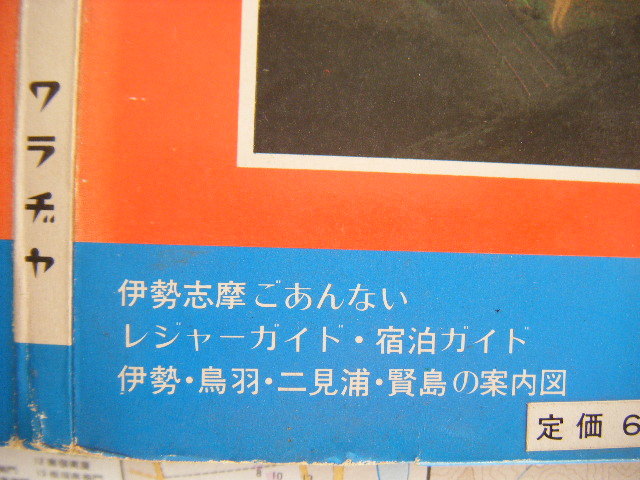 ワラヂヤ
伊勢志摩ごあんない
レジャーガイド・宿泊ガイド
伊勢・鳥羽・二見浦・賢島の案内図
定価 6